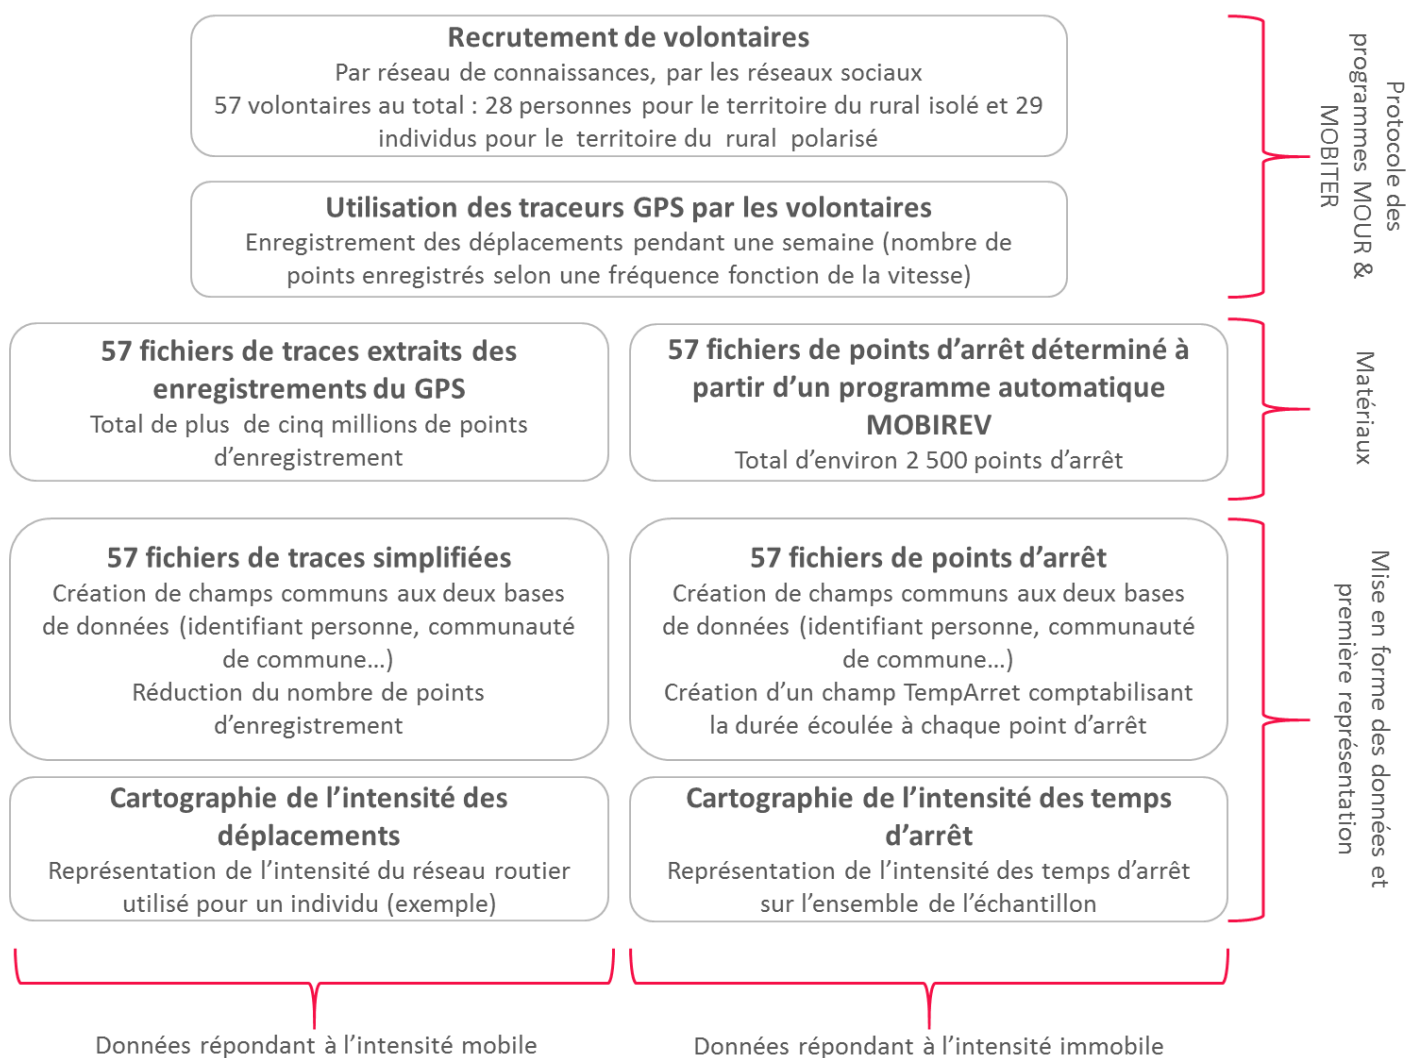 Recrutement de volontaires
Par réseau de connaissances, par les réseaux sociaux
57 volontaires au total : 28 personnes pour le territoire du rural isolé et 29
individus pour le territoire du rural polarisé
Utilisation des traceurs GPS par les volontaires
Enregistrement des déplacements pendant une semaine (nombre de
points enregistrés selon une fréquence fonction de la vitesse)
Protocole des
programmes MOUR &
MOBITER
57 fichiers de traces extraits des
enregistrements du GPS
Total de plus de cinq millions de points
d’enregistrement
57 fichiers de points d’arrêt déterminé à
partir d’un programme automatique
MOBIREV
Total d’environ 2 500 points d’arrêt
Matériaux
57 fichiers de traces simplifiées
Création de champs communs aux deux bases
de données (identifiant personne, communauté
de commune…)
Réduction du nombre de points
d’enregistrement
57 fichiers de points d’arrêt
Création de champs communs aux deux bases
de données (identifiant personne, communauté
de commune…)
Création d’un champ TempArret comptabilisant
la durée écoulée à chaque point d’arrêt
Cartographie de l’intensité des
déplacements
Représentation de l’intensité du réseau routier
utilisé pour un individu (exemple)
Cartographie de l’intensité des temps
d’arrêt
Représentation de l’intensité des temps d’arrêt
sur l’ensemble de l’échantillon
Mise en forme des données et
première représentation
Données répondant à l’intensité mobile
Données répondant à l’intensité immobile